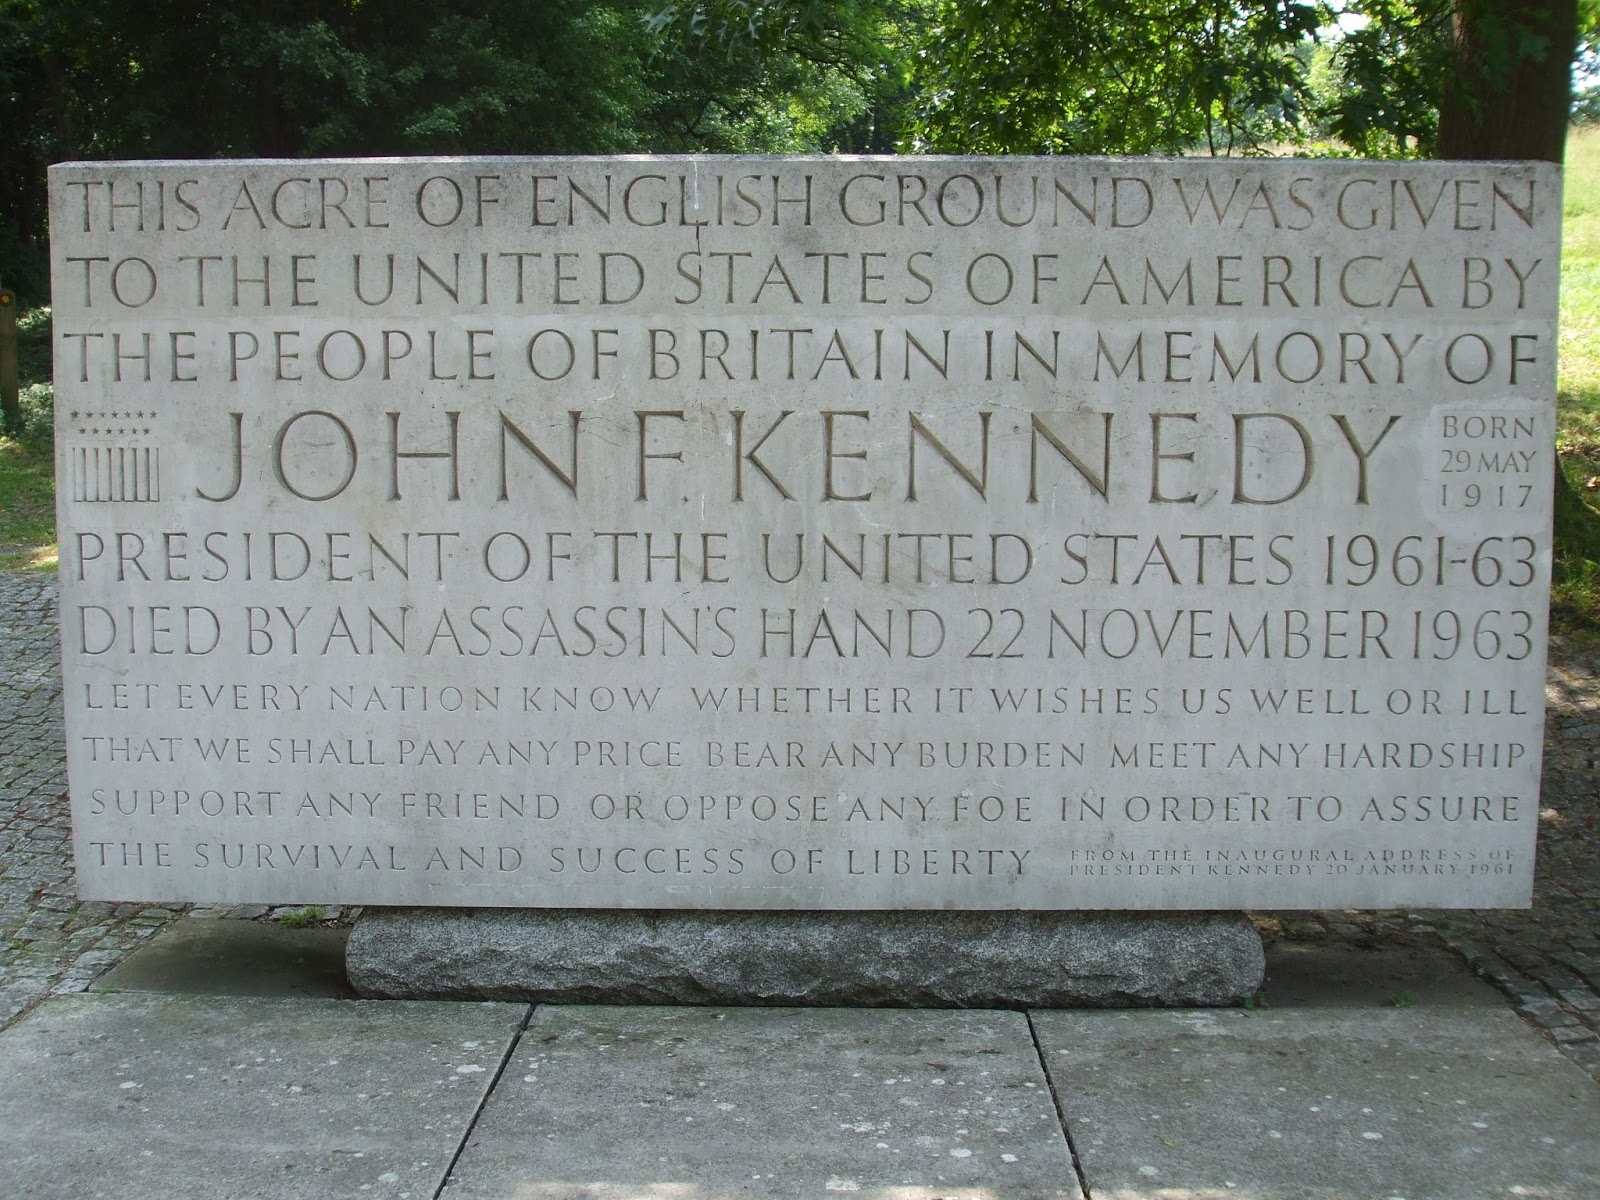 THIS ACRE OF ENGLISH GROUND WAS GIVEN
TO THE UNITED STATES OF AMERICA BY
THE PEOPLE OF BRITAIN IN MEMORY OF
JOHN F. KENNEDY
BORN
29 MAY
1917
PRESIDENT OF THE UNITED STATES 1961-63
DIED BY AN ASSASSIN'S HAND 22 NOVEMBER 1963
LET EVERY NATION KNOW WHETHER IT WISHES US WELL OR ILL
THAT WE SHALL PAY ANY PRICE BEAR ANY BURDEN MEET ANY HARDSHIP
SUPPORT ANY FRIEND OR OPPOSE ANY FOE IN ORDER TO ASSURE
THE SURVIVAL AND SUCCESS OF LIBERTY
FROM THE INAUGURAL ADDRESS OF
PRESIDENT KENNEDY 20 JANUARY 1961